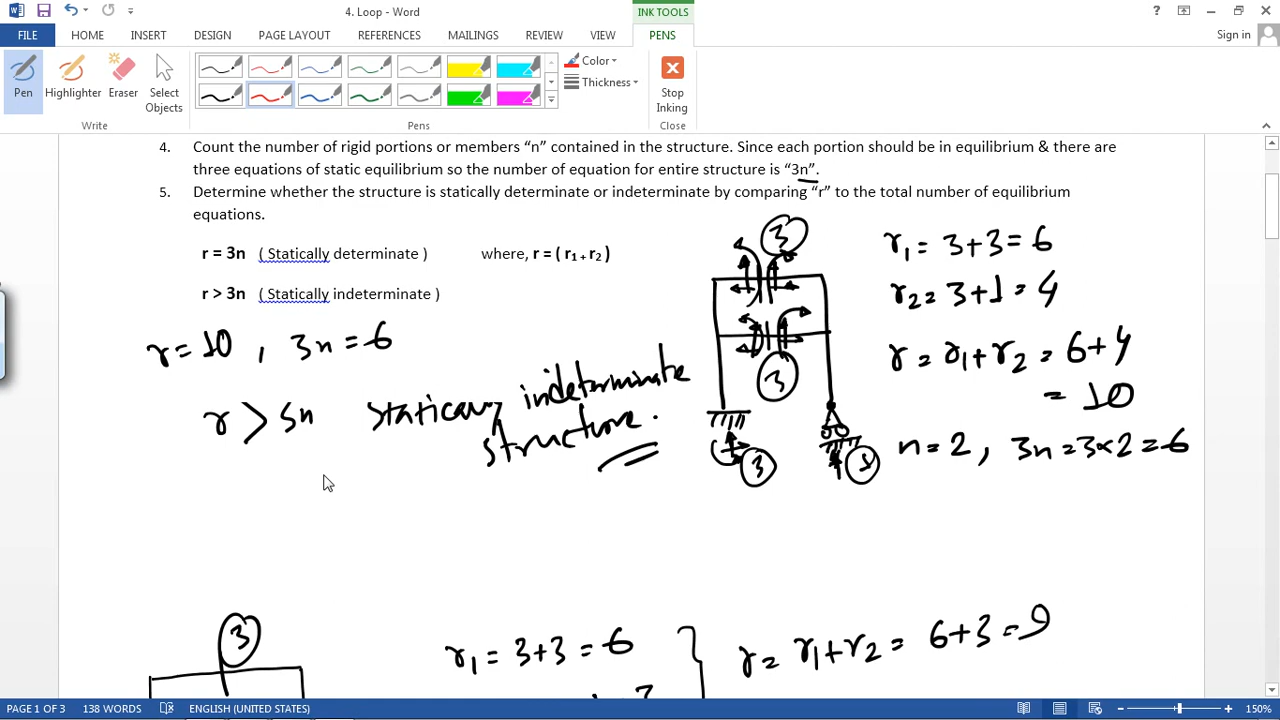 4. Loop - Word
INK TOOLS
Sign in
FILE HOME INSERT DESIGN PAGE LAYOUT REFERENCES MAILINGS REVIEW VIEW PENS
Pen Highlighter Eraser Select Objects
Color
Thickness
Stop Inking
Write Pens Close
4. Count the number of rigid portions or members “n” contained in the structure. Since each portion should be in equilibrium & there are
three equations of static equilibrium so the number of equation for entire structure is “3n”.
5. Determine whether the structure is statically determate or indeterminate by comparing “r” to the total number of equilibrium
equations.
r = 3n ( Statically determinate ) where, r = ( r1 + r2 )
r > 3n ( Statically indeterminate )
r = 10 , 3n = 6
r > 3n statically indeterminate
structure.
3
3
3
1
r1 = 3+3 = 6
r2 = 3+1 = 4
r = r1+r2 = 6+4
= 10
n = 2, 3n = 3×2 = 6
3
r1 = 3+3 = 6
r = r1+r2 = 6+3 = 9
PAGE 1 OF 3 138 WORDS ENGLISH (UNITED STATES) 150%